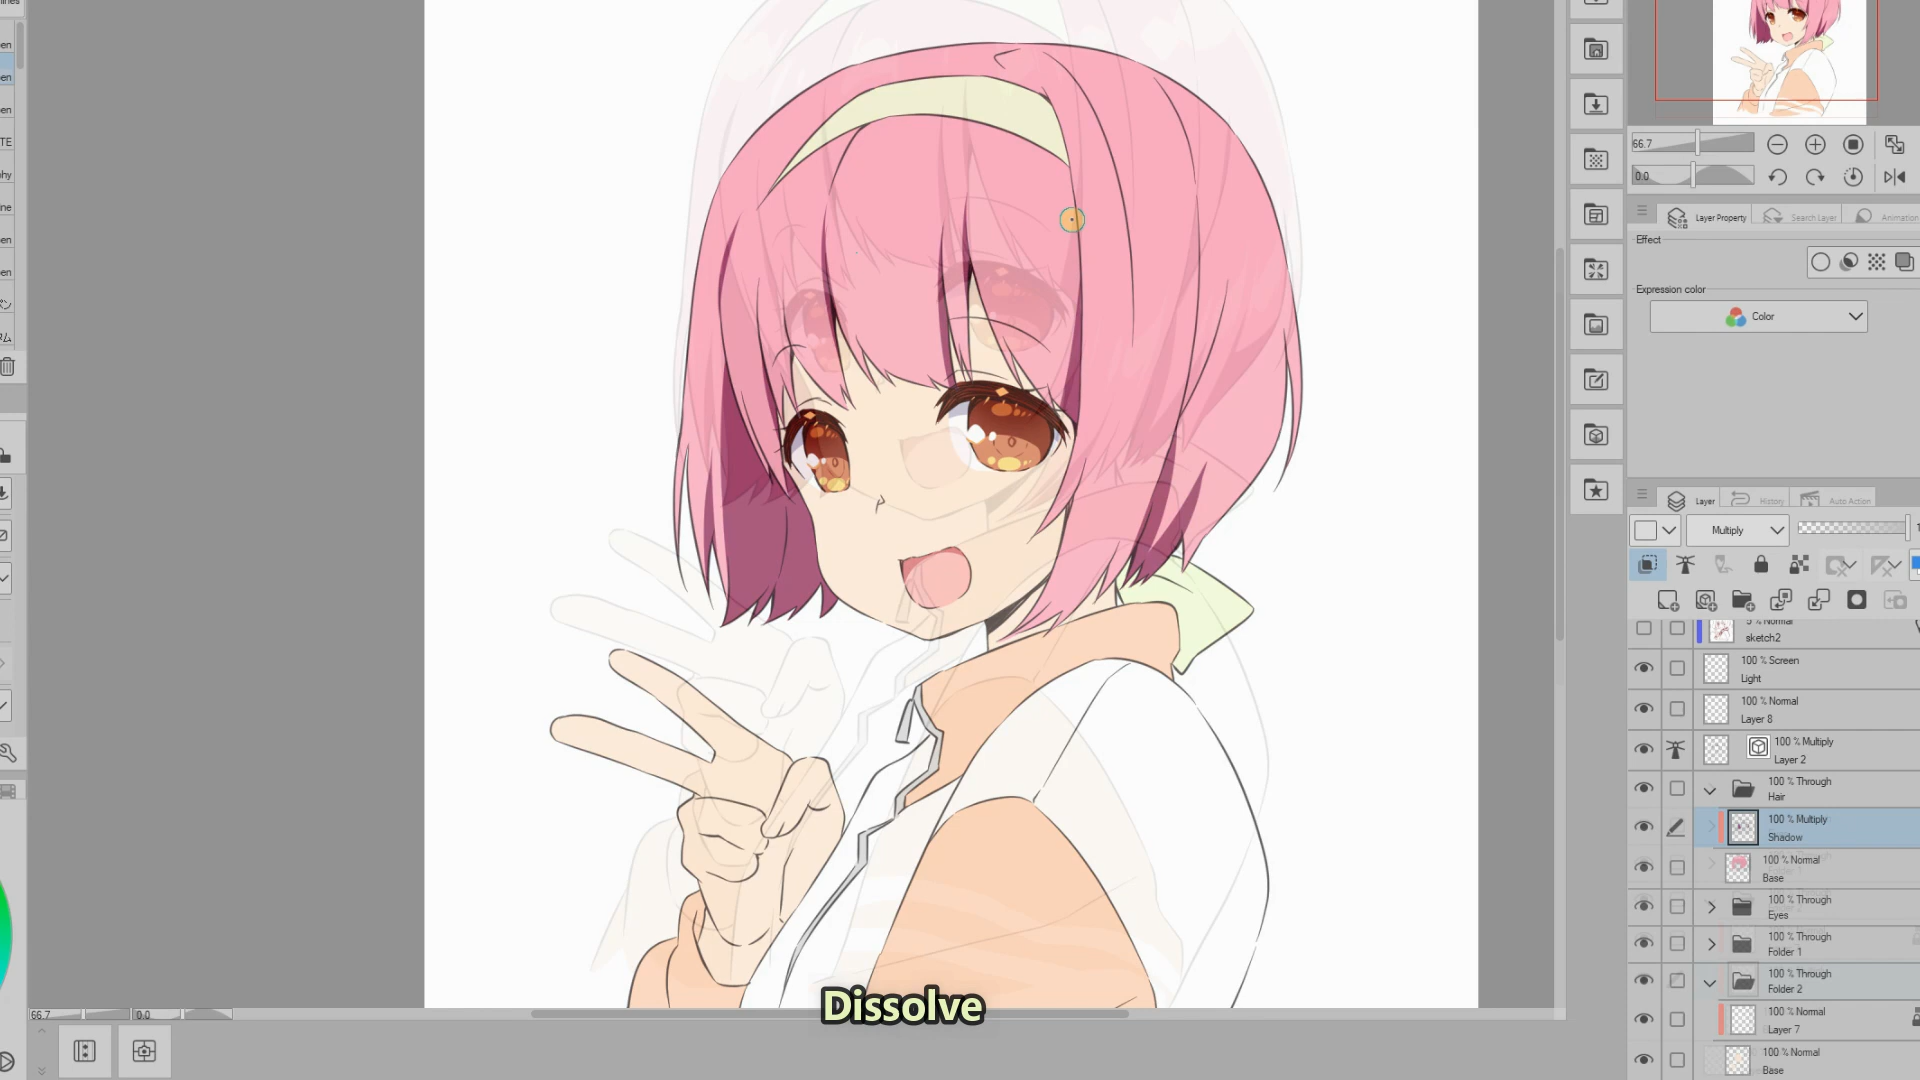 66.7
0.0
Layer Property
Search Layer
Animation
Effect
Expression color
Color
Layer
History
Auto Action
Multiply
5 % Normal
sketch2
100 % Screen
Light
100 % Normal
Layer 8
100 % Multiply
Layer 2
100 % Through
Hair
100 % Multiply
Shadow
100 % Normal
Base
100 % Through
Eyes
100 % Through
Folder 1
100 % Through
Folder 2
100 % Normal
Layer 7
100 % Normal
Base
Dissolve
66.7
0.0